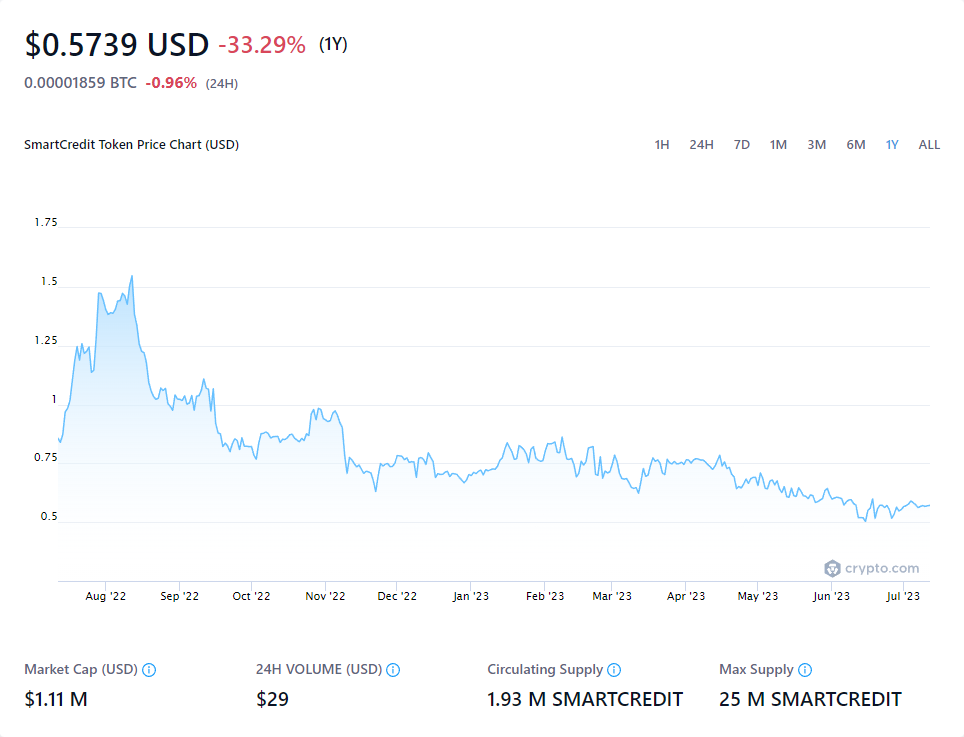 $0.5739 USD -33.29% (1Y)
0.00001859 BTC -0.96% (24H)
SmartCredit Token Price Chart (USD)
1H 24H 7D 1M 3M 6M 1Y ALL
1.75
1.5
1.25
1
0.75
0.5
crypto.com
Aug '22 Sep '22 Oct '22 Nov '22 Dec '22 Jan '23 Feb '23 Mar '23 Apr '23 May '23 Jun '23 Jul '23
Market Cap (USD) 24H VOLUME (USD) Circulating Supply Max Supply
$1.11 M $29 1.93 M SMARTCREDIT 25 M SMARTCREDIT